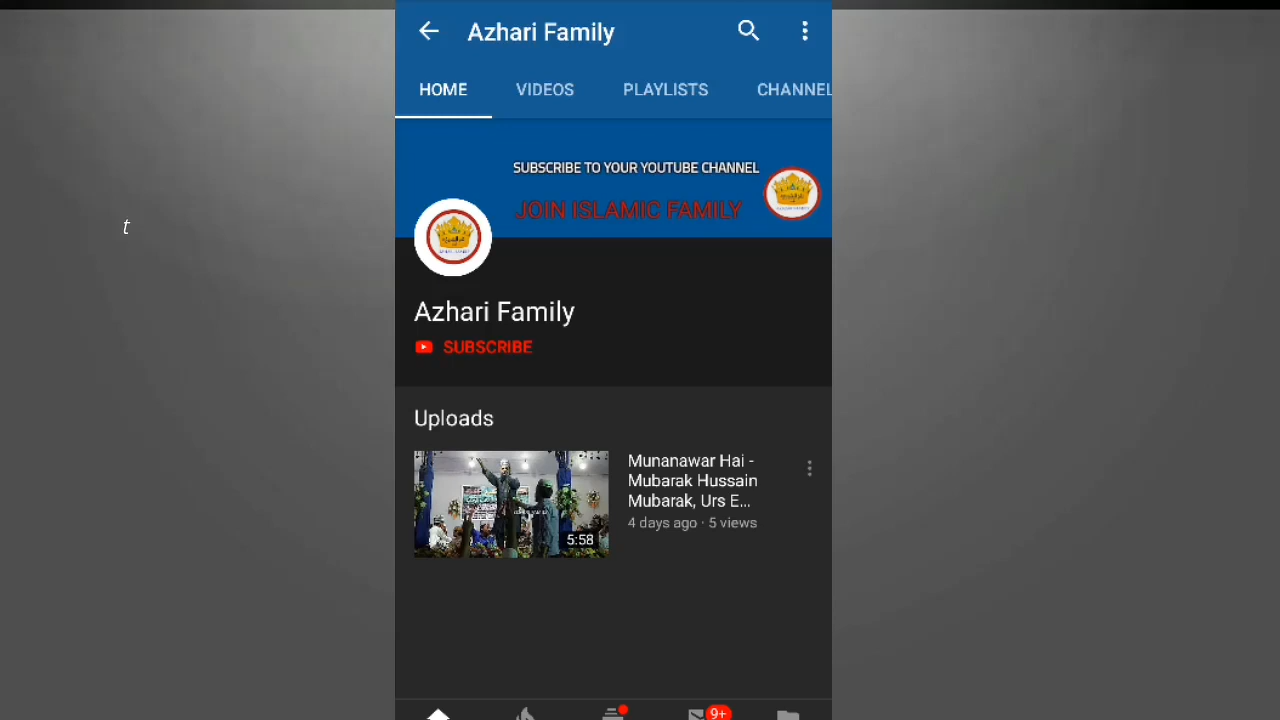 Azhari Family
HOME VIDEOS PLAYLISTS CHANNEL
SUBSCRIBE TO YOUR YOUTUBE CHANNEL
JOIN ISLAMIC FAMILY
t
Azhari Family
SUBSCRIBE
Uploads
Munanawar Hai -
Mubarak Hussain
Mubarak, Urs E...
4 days ago · 5 views
5:58
9+